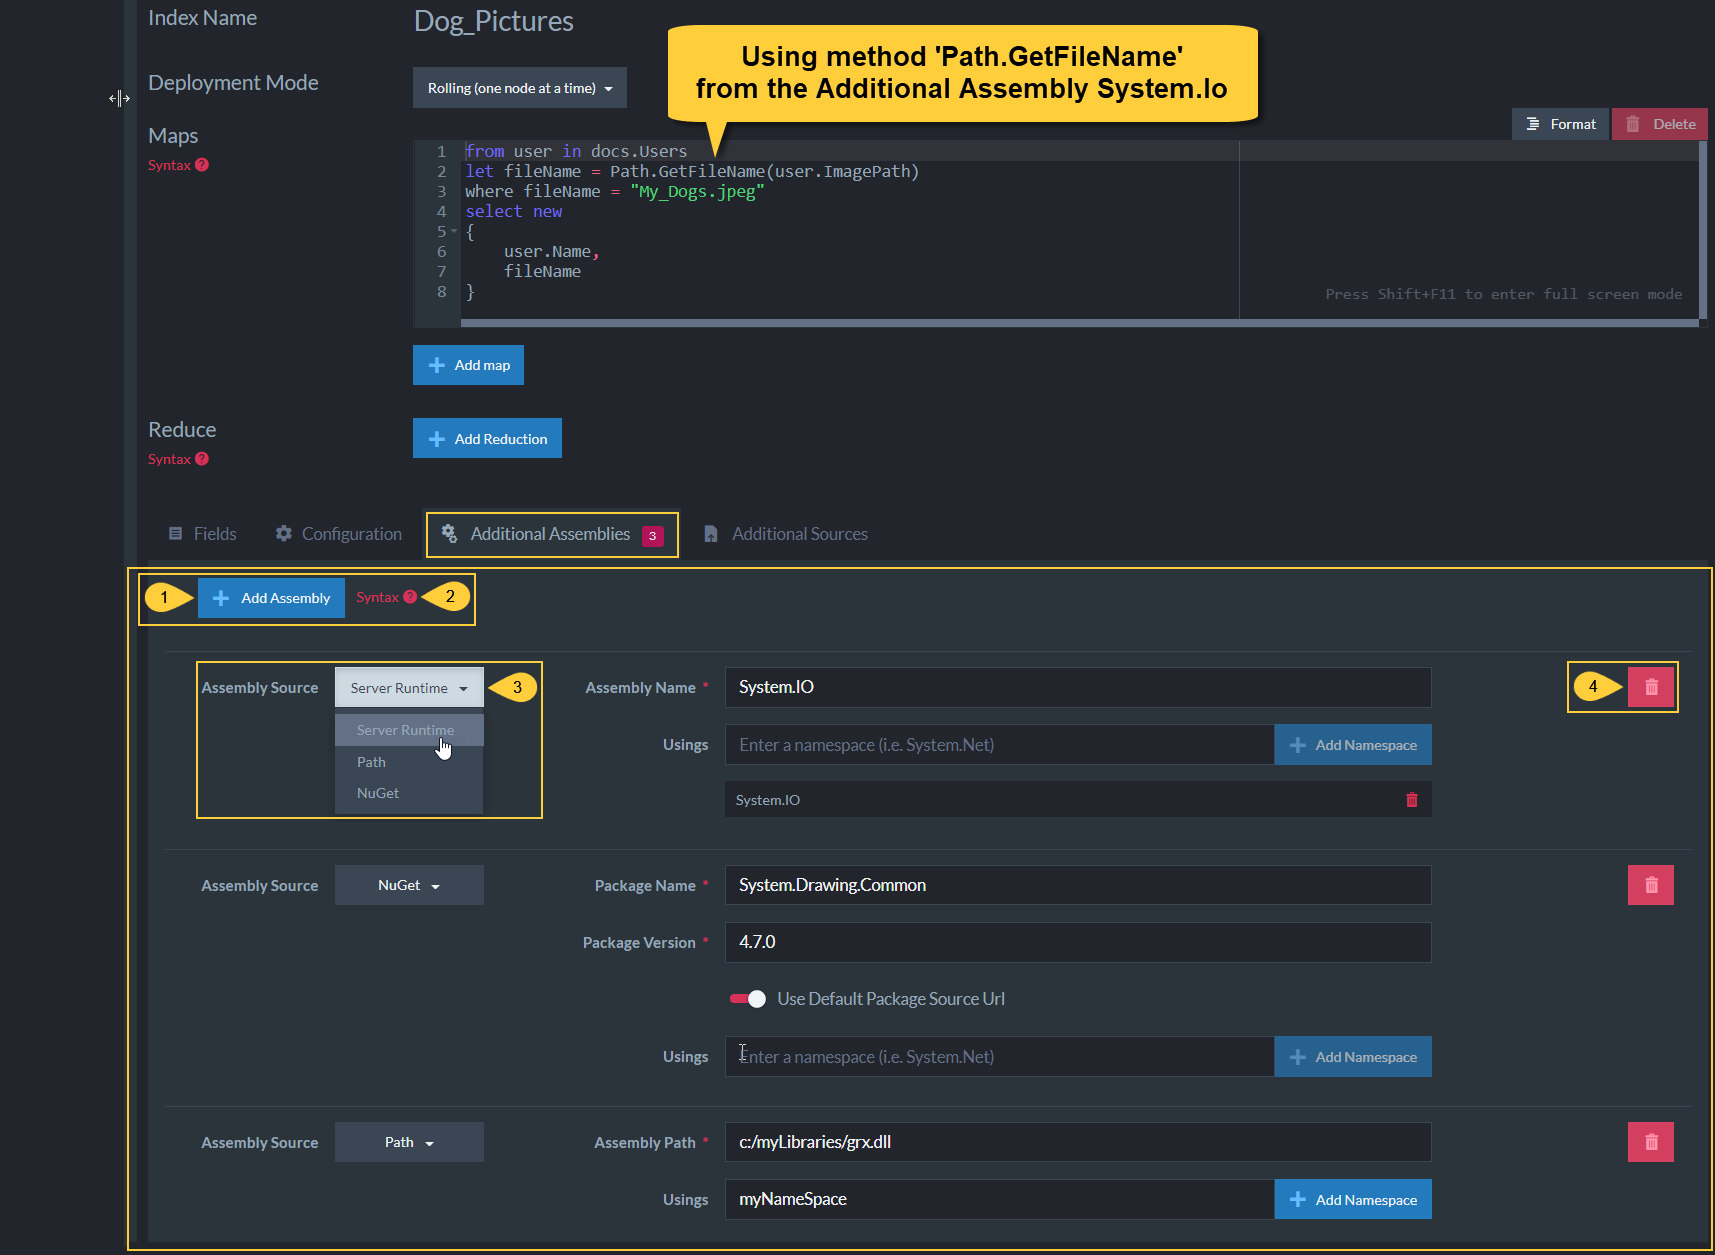 Index Name
Dog_Pictures
Using method 'Path.GetFileName'
from the Additional Assembly System.Io
Deployment Mode
Rolling (one node at a time)
Maps
Syntax ?
Format
Delete
1 from user in docs.Users
2 let fileName = Path.GetFileName(user.ImagePath)
3 where fileName = "My_Dogs.jpeg"
4 select new
5 {
6 user.Name,
7 fileName
8 }
Press Shift+F11 to enter full screen mode
Add map
Reduce
Syntax ?
Add Reduction
Fields
Configuration
Additional Assemblies 3
Additional Sources
1
Add Assembly
Syntax ?
2
Assembly Source
Server Runtime
3
Server Runtime
Path
NuGet
Assembly Name *
System.IO
4
Usings
Enter a namespace (i.e. System.Net)
Add Namespace
System.IO
Assembly Source
NuGet
Package Name *
System.Drawing.Common
Package Version *
4.7.0
Use Default Package Source Url
Usings
Enter a namespace (i.e. System.Net)
Add Namespace
Assembly Source
Path
Assembly Path *
c:/myLibraries/grx.dll
Usings
myNameSpace
Add Namespace